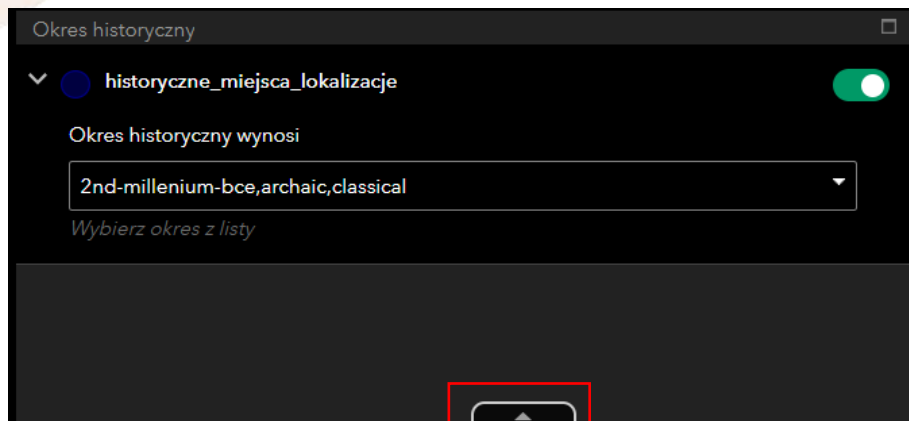 Okres historyczny
historyczne_miejsca_lokalizacje
Okres historyczny wynosi
2nd-millenium-bce,archaic,classical
Wybierz okres z listy